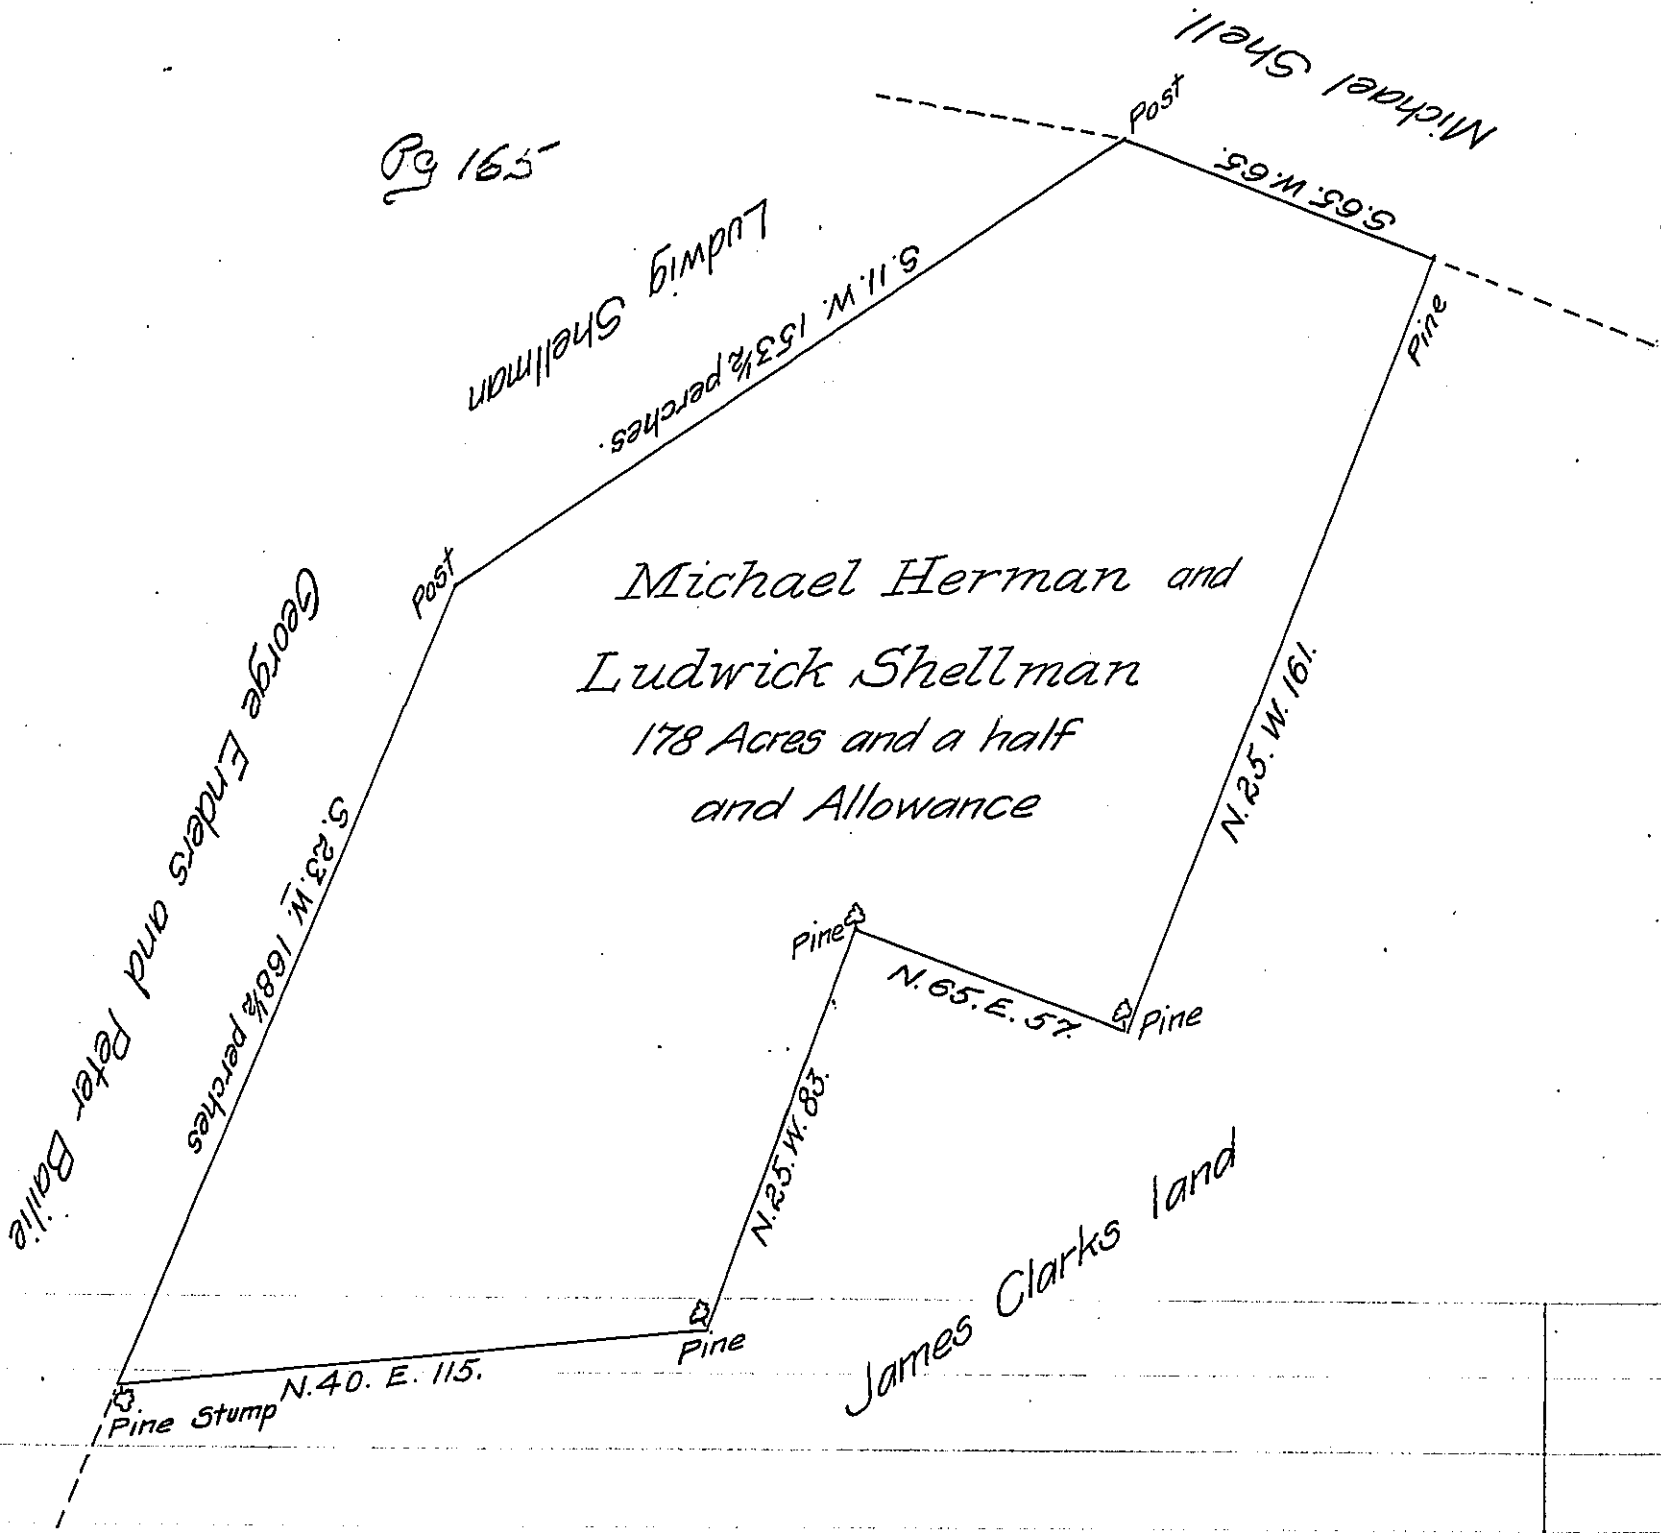 Michael Shell.
Post
Pg 165
S.65.W.65.
Ludwig Shellman
S.11.W. 153½ perches.
Pine
Post
Michael Herman and
Ludwick Shellman
178 Acres and a half
and Allowance
George Enders and Peter Bailie
S.23.W. 168½ perches
N.25.W.161.
Pine
N.65.E.57.
Pine
N.25.W.83.
James Clarks land
Pine
N.40.E.115.
Pine Stump